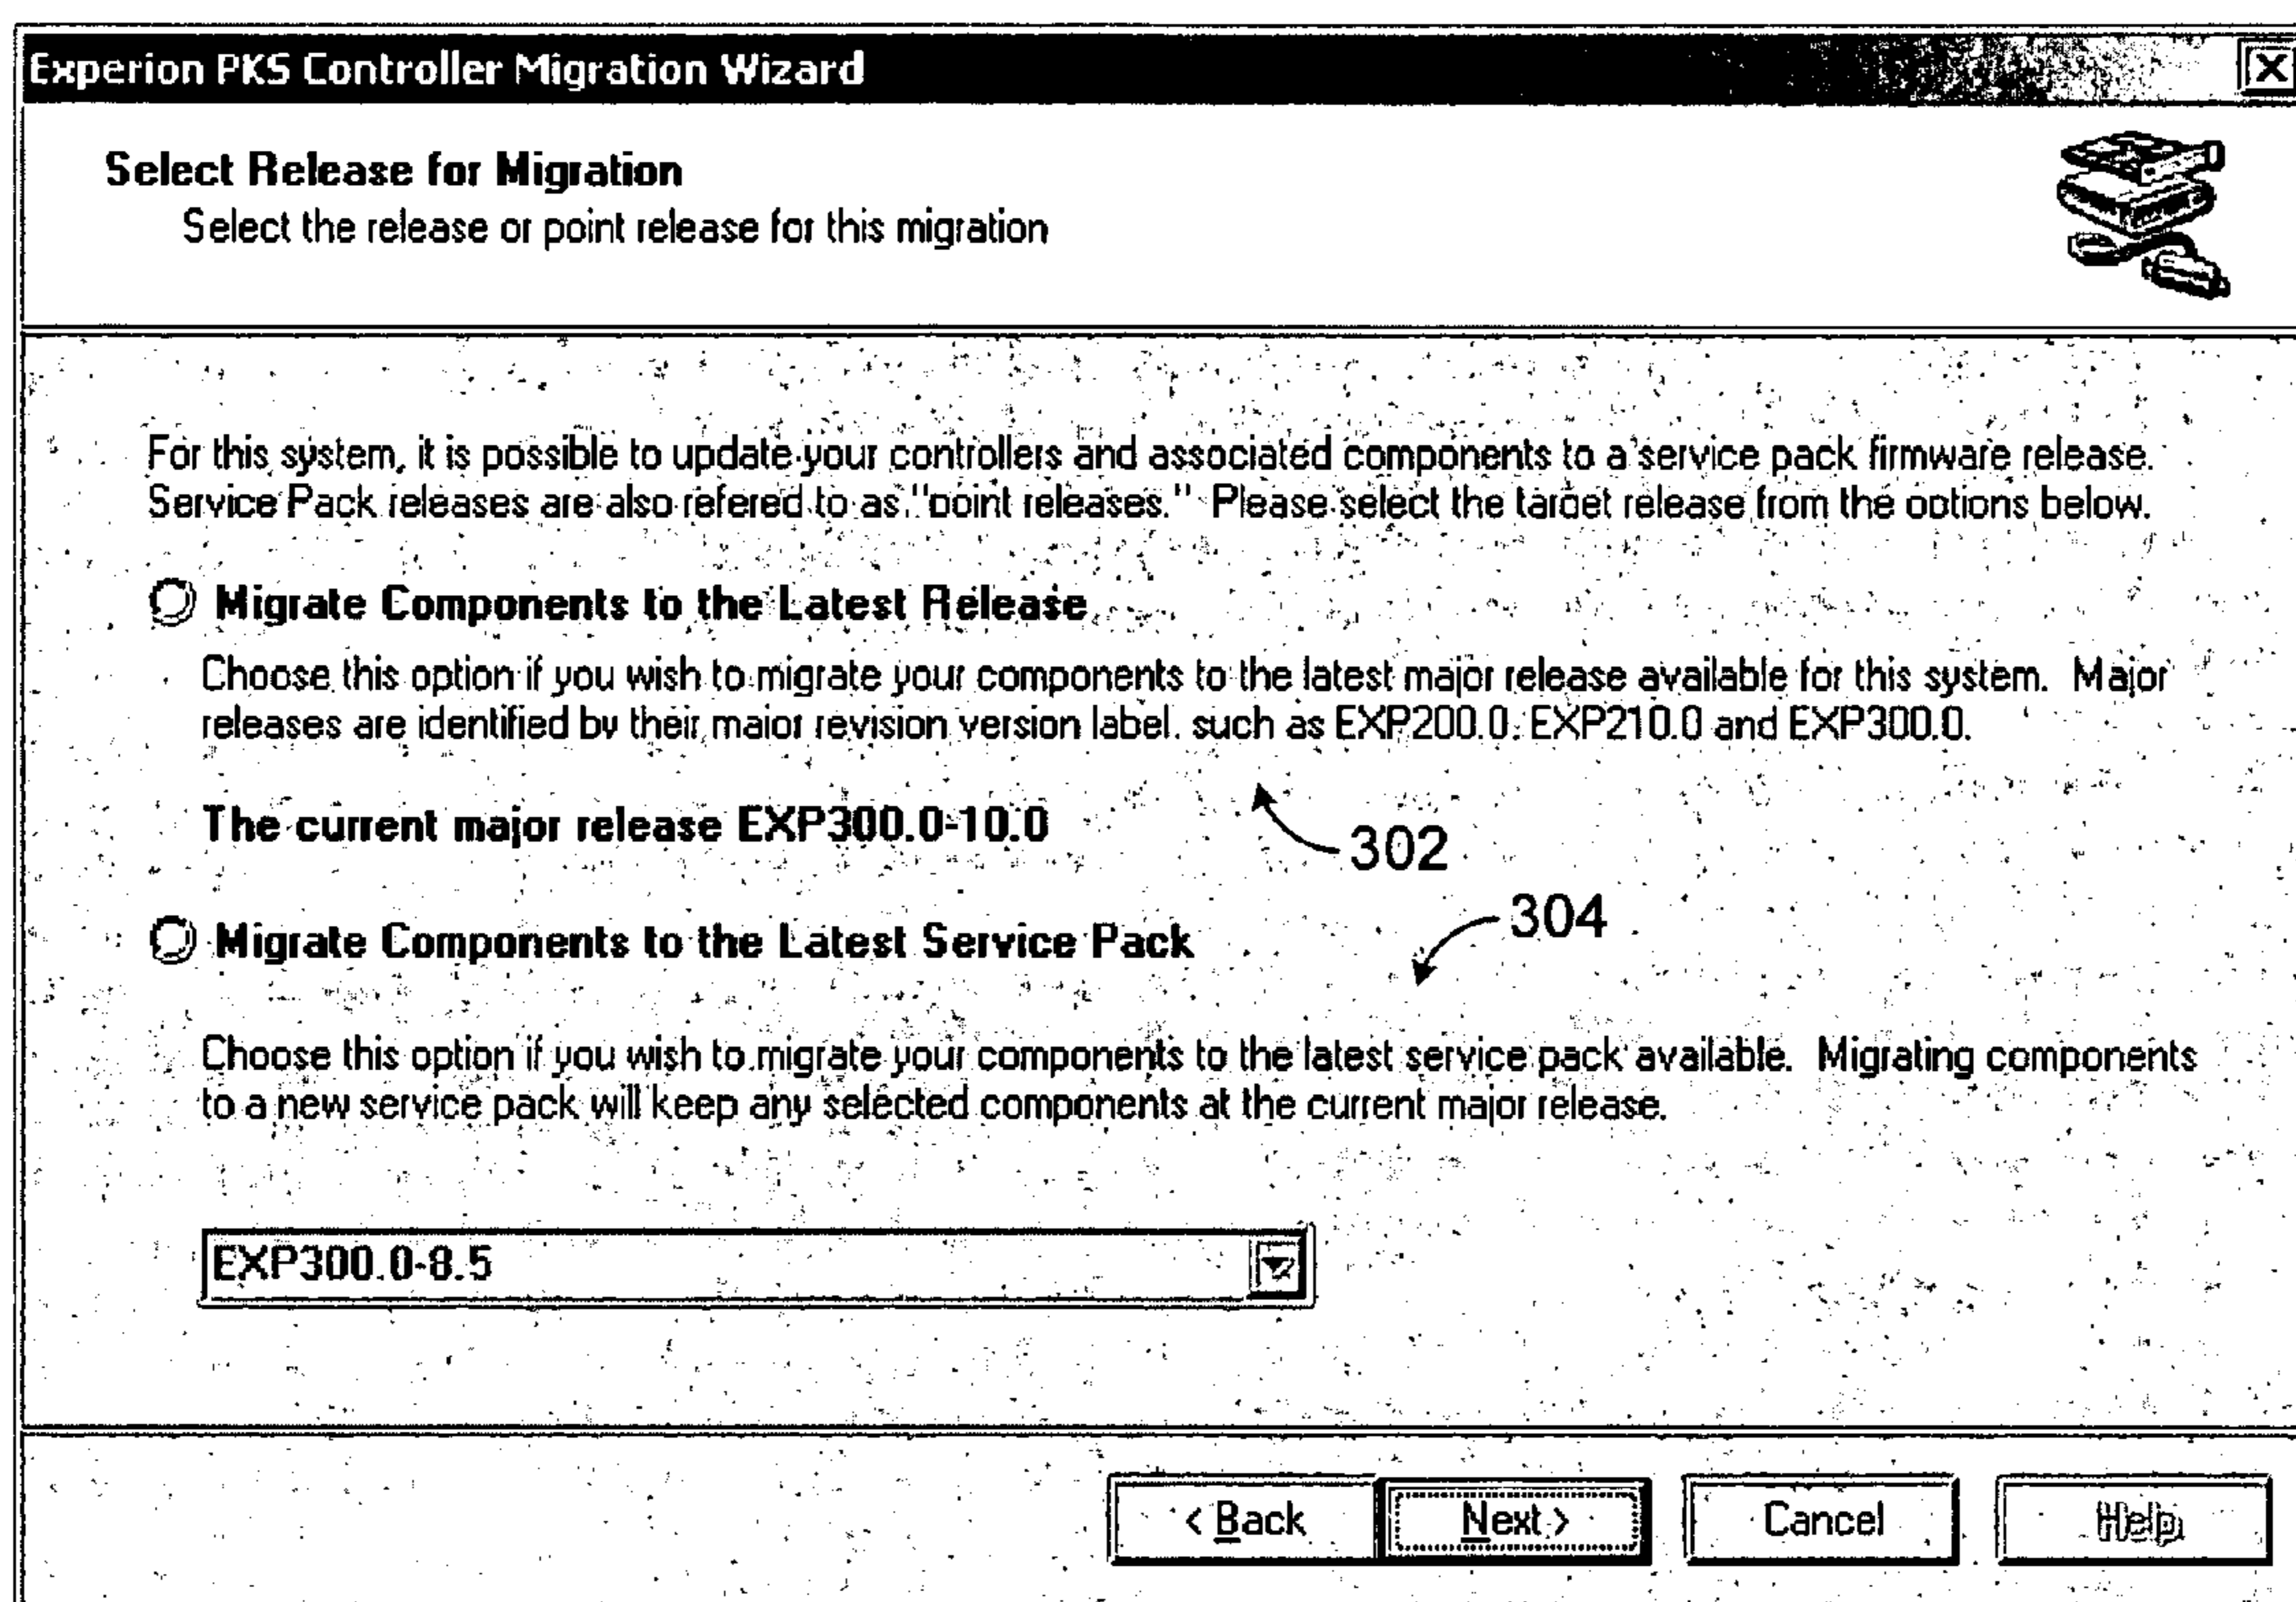 Experion PKS Controller Migration Wizard
Select Release for Migration
Select the release or point release for this migration
For this system, it is possible to update your controllers and associated components to a service pack firmware release.
Service Pack releases are also refered to as "point releases." Please select the target release from the options below.
Migrate Components to the Latest Release
Choose this option if you wish to migrate your components to the latest major release available for this system. Major
releases are identified by their major revision version label, such as EXP200.0, EXP210.0 and EXP300.0.
The current major release EXP300.0-10.0
302
304
Migrate Components to the Latest Service Pack
Choose this option if you wish to migrate your components to the latest service pack available. Migrating components
to a new service pack will keep any selected components at the current major release.
EXP300.0-8.5
< Back
Next >
Cancel
Help